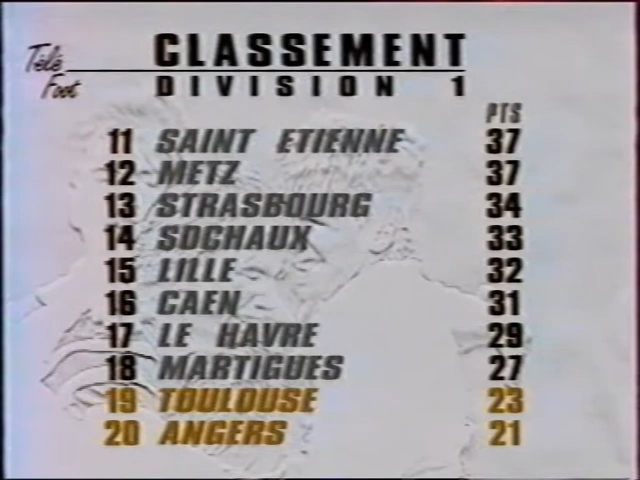 Télé
Foot
CLASSEMENT
DIVISION 1
PTS
11 SAINT ETIENNE 37
12 METZ 37
13 STRASBOURG 34
14 SOCHAUX 33
15 LILLE 32
16 CAEN 31
17 LE HAVRE 29
18 MARTIGUES 27
19 TOULOUSE 23
20 ANGERS 21